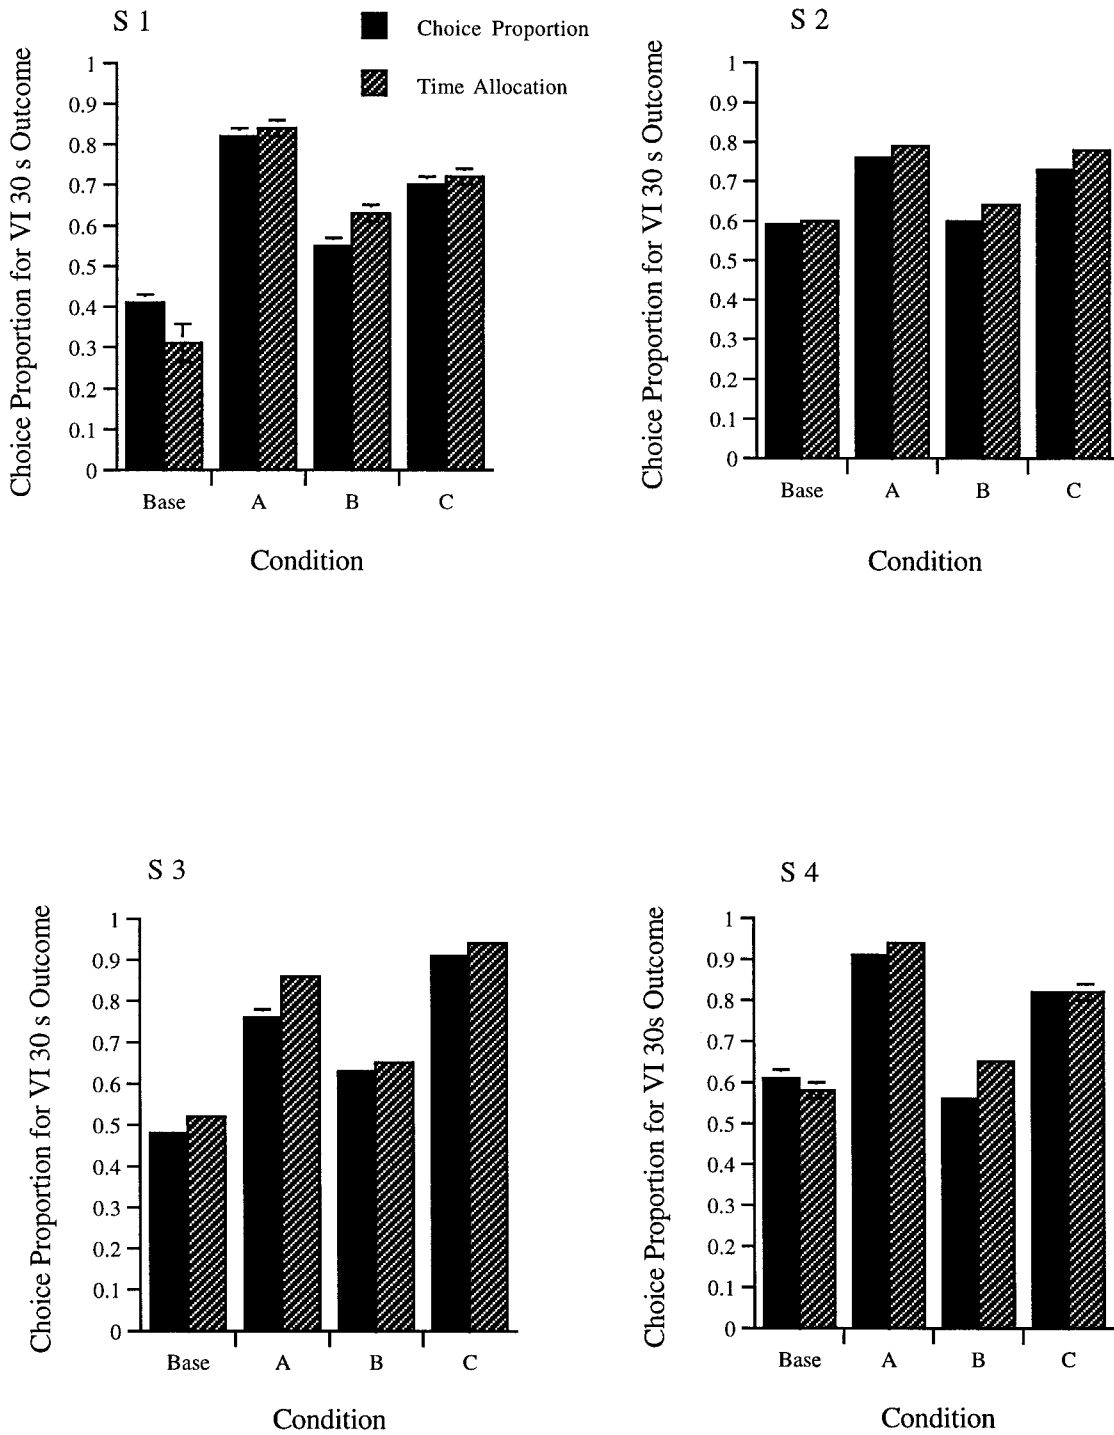 S 1
Choice Proportion
Time Allocation
Choice Proportion for VI 30 s Outcome
1
0.9
0.8
0.7
0.6
0.5
0.4
0.3
0.2
0.1
0
Base A B C
Condition
S 2
Choice Proportion for VI 30 s Outcome
1
0.9
0.8
0.7
0.6
0.5
0.4
0.3
0.2
0.1
0
Base A B C
Condition
S 3
Choice Proportion for VI 30 s Outcome
1
0.9
0.8
0.7
0.6
0.5
0.4
0.3
0.2
0.1
0
Base A B C
Condition
S 4
Choice Proportion for VI 30s Outcome
1
0.9
0.8
0.7
0.6
0.5
0.4
0.3
0.2
0.1
0
Base A B C
Condition